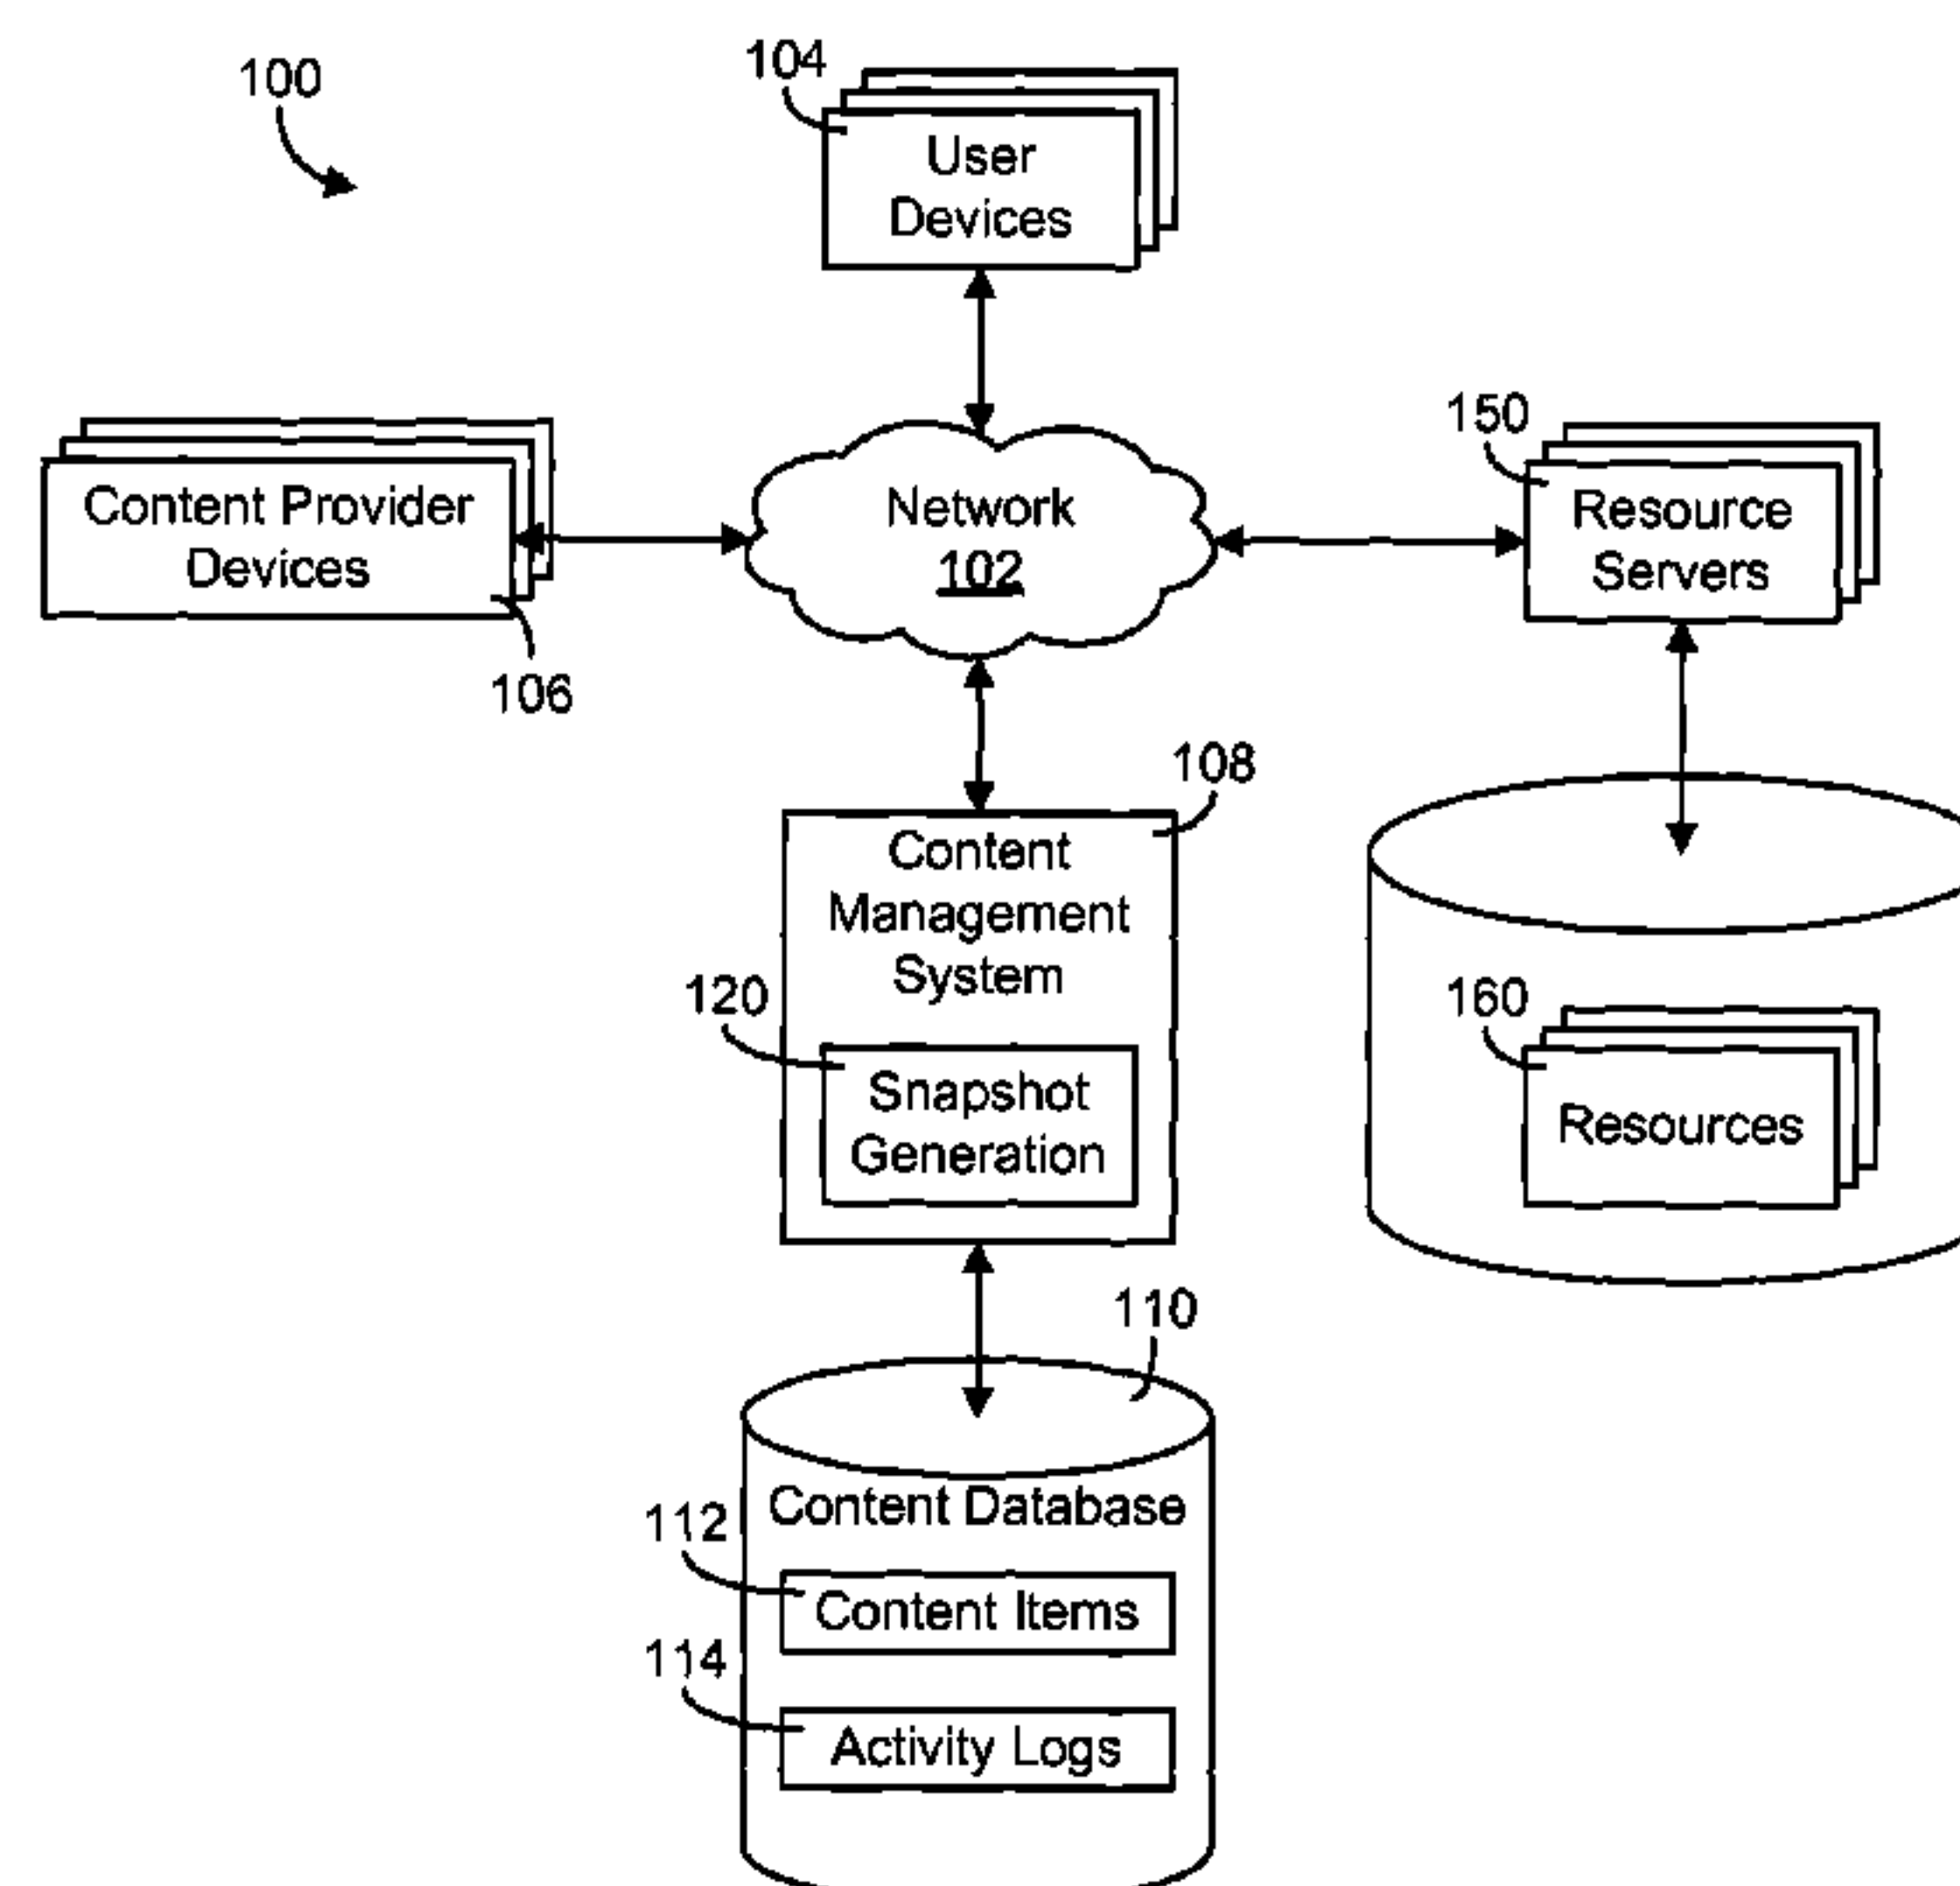 100
104
User
Devices
150
Content Provider
Devices
Network
102
Resource
Servers
106
108
Content
Management
System
120
160
Snapshot
Generation
Resources
110
Content Database
112
Content Items
114
Activity Logs